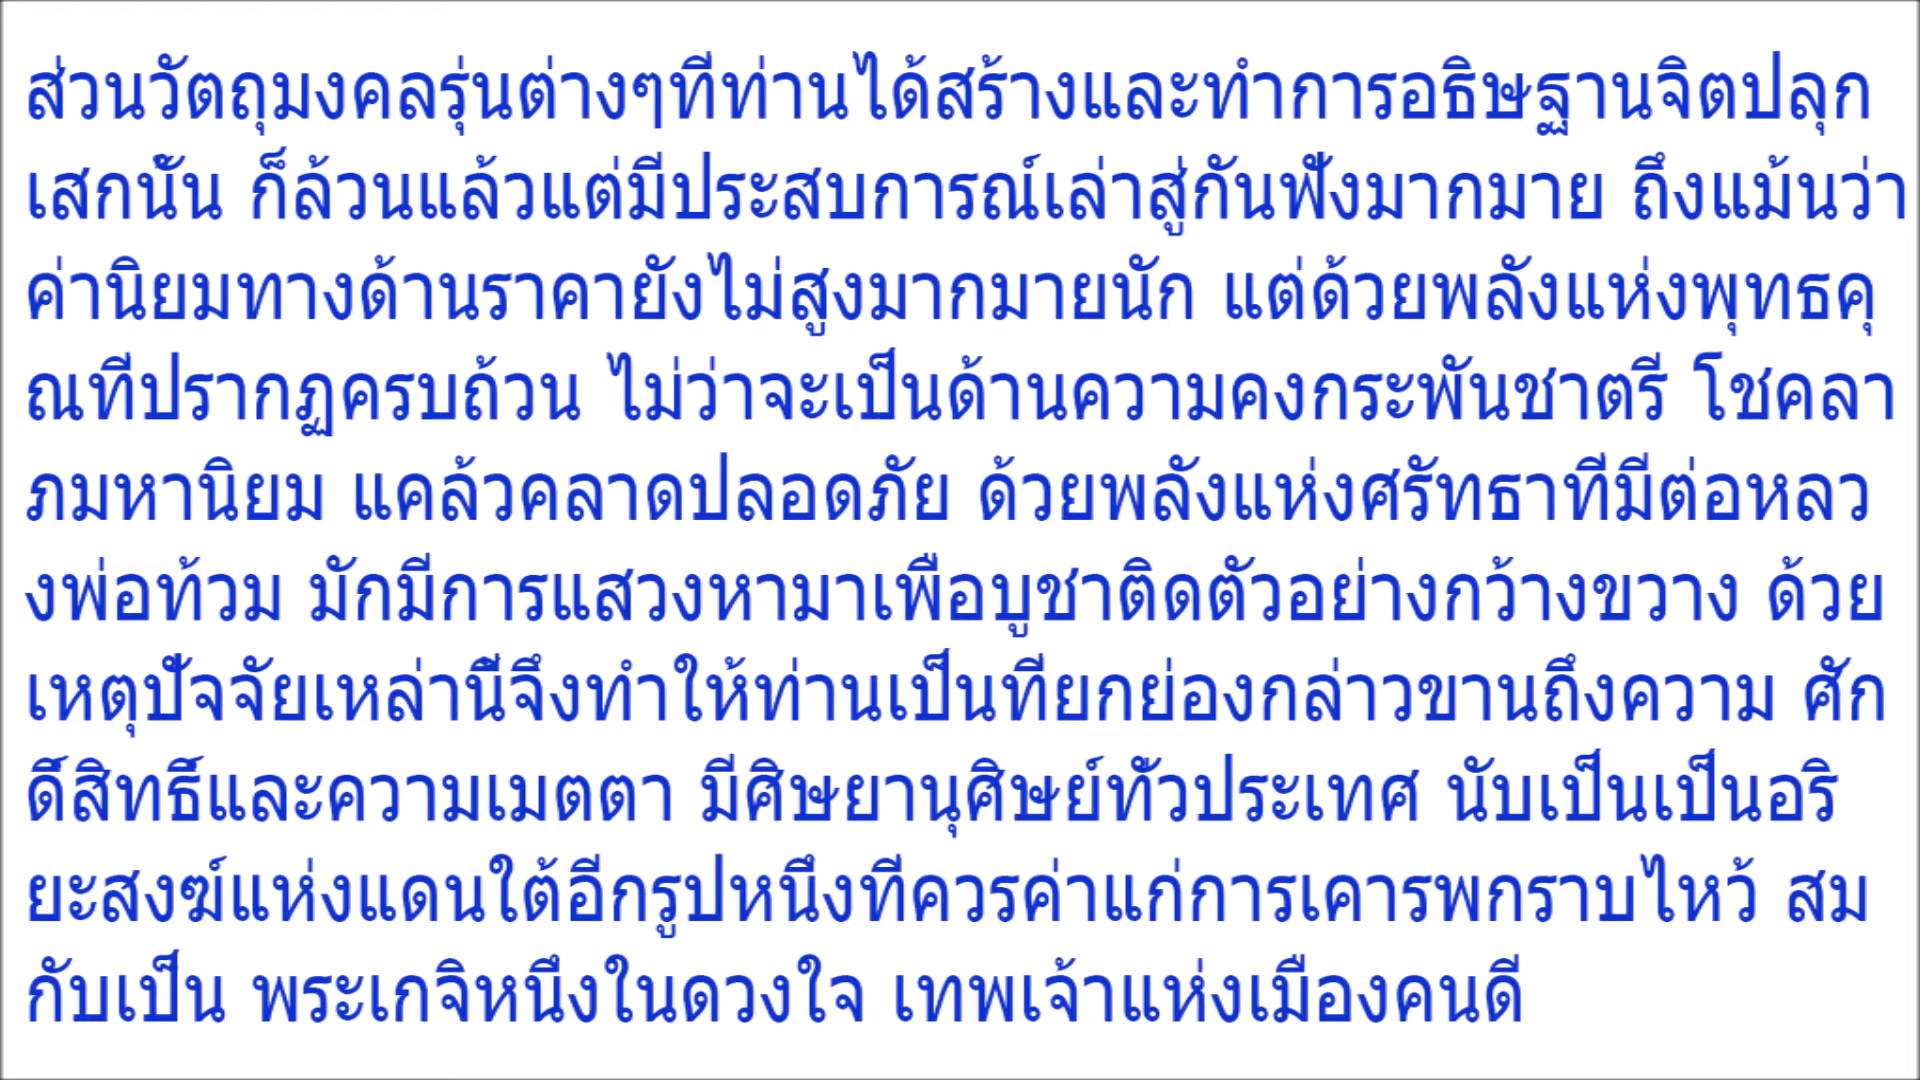 ส่วนวัตถุมงคลรุ่นต่างๆที่ท่านได้สร้างและทำการอธิษฐานจิตปลุก
เสกนั้น ก็ล้วนแล้วแต่มีประสบการณ์เล่าสู่กันฟังมากมาย ถึงแม้นว่า
ค่านิยมทางด้านราคายังไม่สูงมากมายนัก แต่ด้วยพลังแห่งพุทธคุ
ณที่ปรากฏครบถ้วน ไม่ว่าจะเป็นด้านความคงกระพันชาตรี โชคลา
ภมหานิยม แคล้วคลาดปลอดภัย ด้วยพลังแห่งศรัทธาที่มีต่อหลว
งพ่อท้วม มักมีการแสวงหามาเพื่อบูชาติดตัวอย่างกว้างขวาง ด้วย
เหตุปัจจัยเหล่านี้จึงทำให้ท่านเป็นที่ยกย่องกล่าวขานถึงความ ศัก
ดิ์สิทธิ์และความเมตตา มีศิษยานุศิษย์ทั่วประเทศ นับเป็นเป็นอริ
ยะสงฆ์แห่งแดนใต้อีกรูปหนึ่งที่ควรค่าแก่การเคารพกราบไหว้ สม
กับเป็น พระเกจิหนึ่งในดวงใจ เทพเจ้าแห่งเมืองคนดี